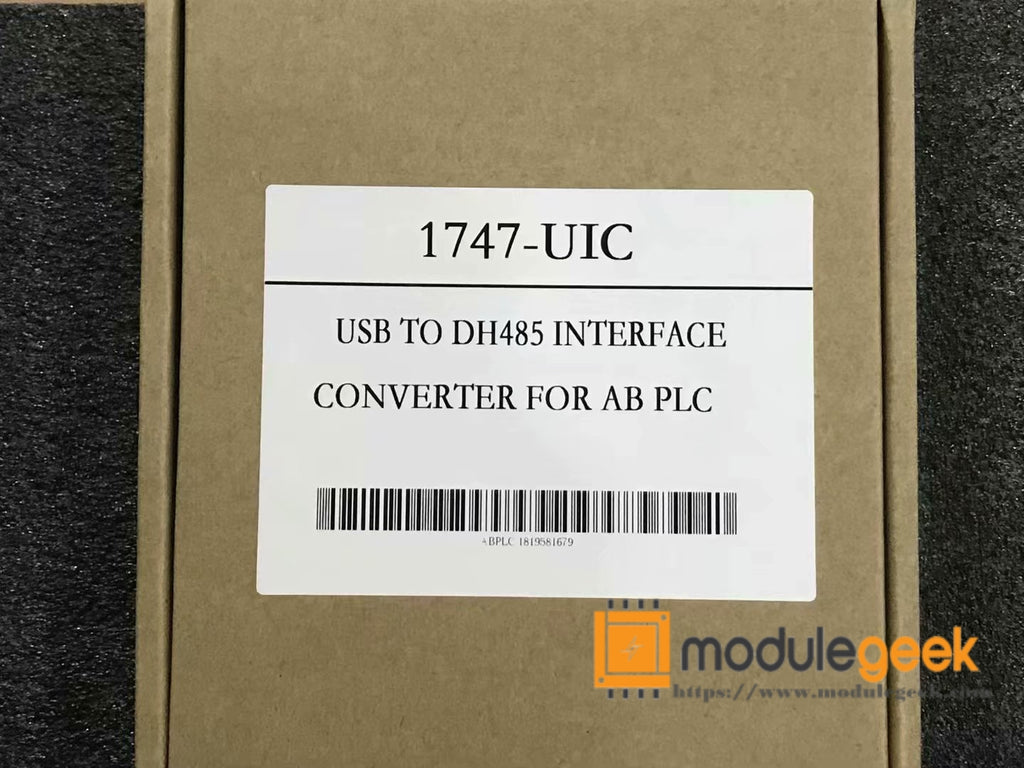 1747-UIC
USB TO DH485 INTERFACE
CONVERTER FOR AB PLC
ABPLC 1819581679
modulegeek
https://www.modulegeek.com